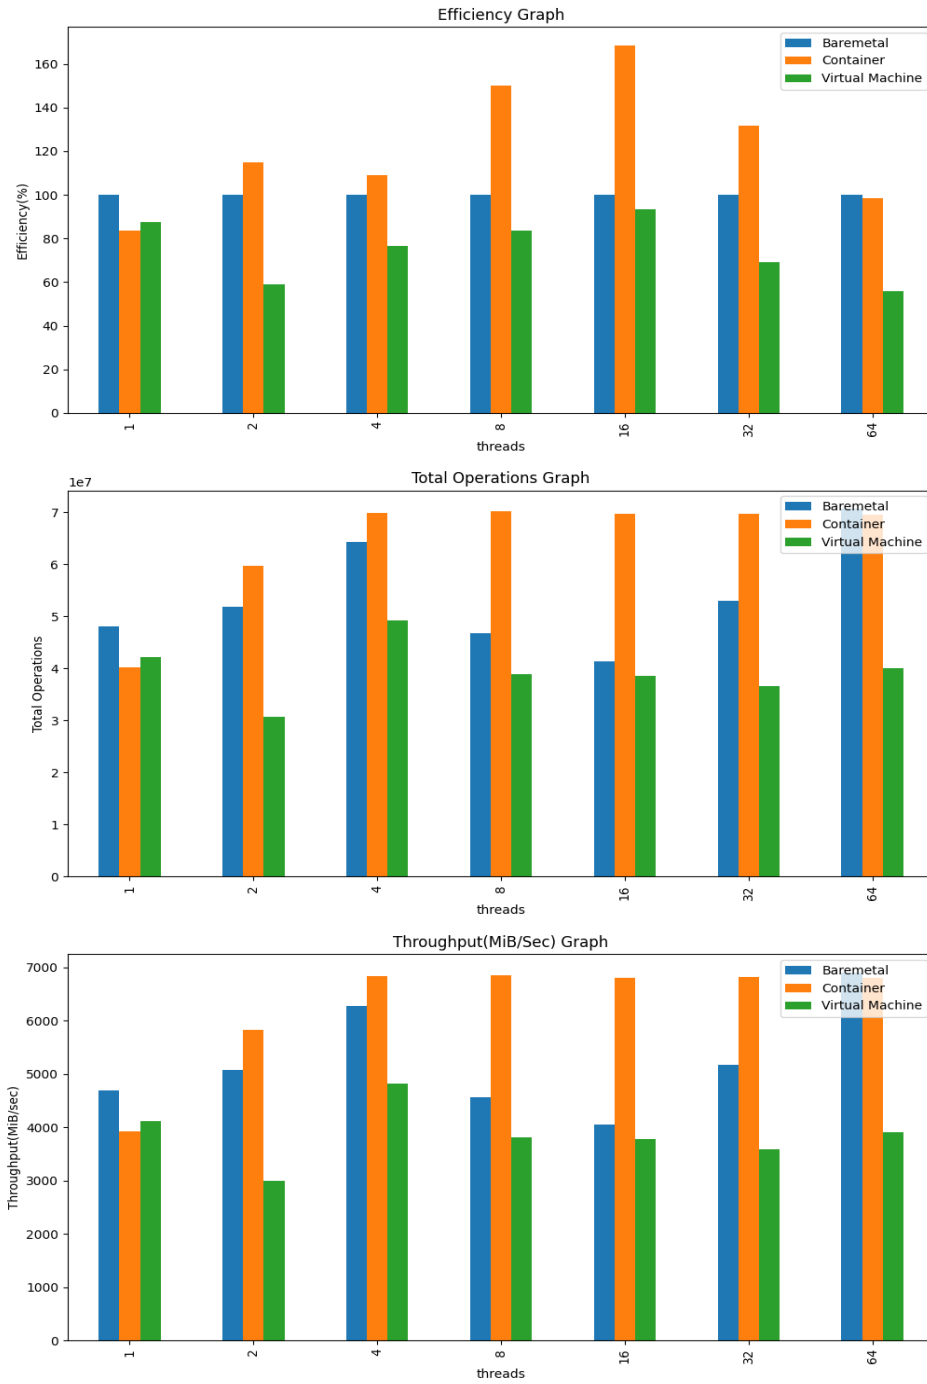 Efficiency Graph
Baremetal
Container
Virtual Machine
160
140
120
100
80
60
40
20
0
Efficiency(%)
1 2 4 8 16 32 64
threads
Total Operations Graph
1e7
Baremetal
Container
Virtual Machine
7
6
5
4
3
2
1
0
Total Operations
1 2 4 8 16 32 64
threads
Throughput(MiB/Sec) Graph
Baremetal
Container
Virtual Machine
7000
6000
5000
4000
3000
2000
1000
0
Throughput(MiB/sec)
1 2 4 8 16 32 64
threads